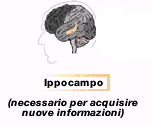 Ippocampo
(necessario per acquisire
nuove informazioni)